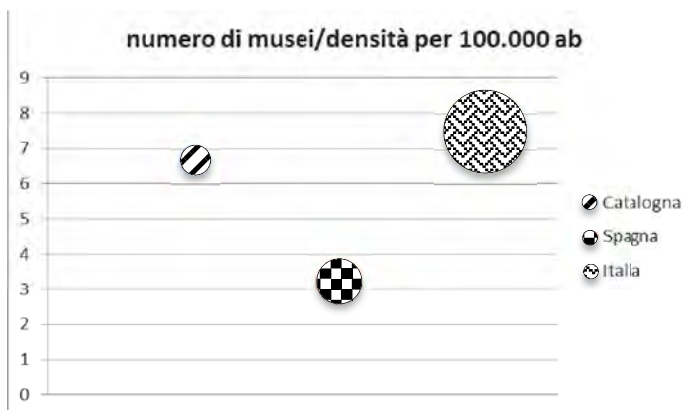 numero di musei/densità per 100.000 ab
9
8
7
6
5
4
3
2
1
0
Catalogna
Spagna
Italia